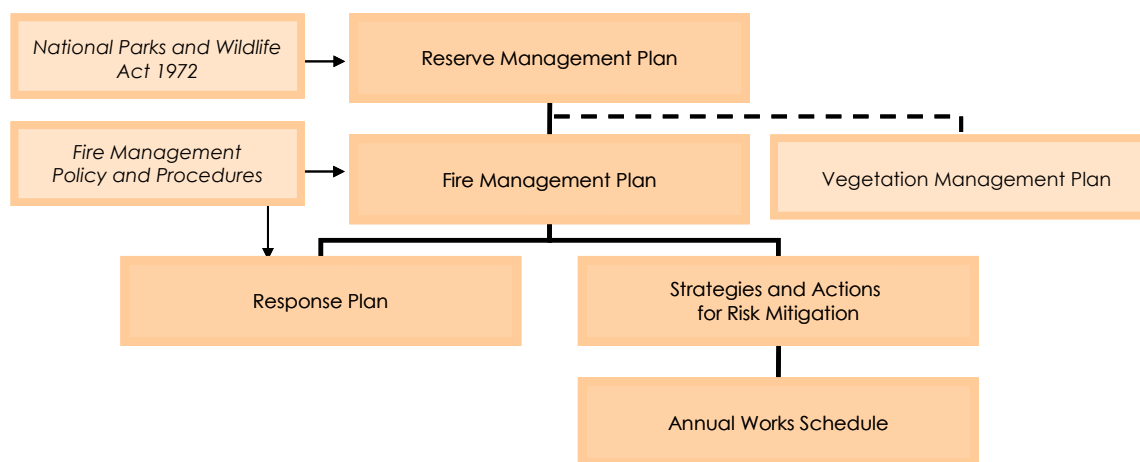 National Parks and Wildlife
Act 1972
Reserve Management Plan
Fire Management
Policy and Procedures
Fire Management Plan
Vegetation Management Plan
Response Plan
Strategies and Actions
for Risk Mitigation
Annual Works Schedule